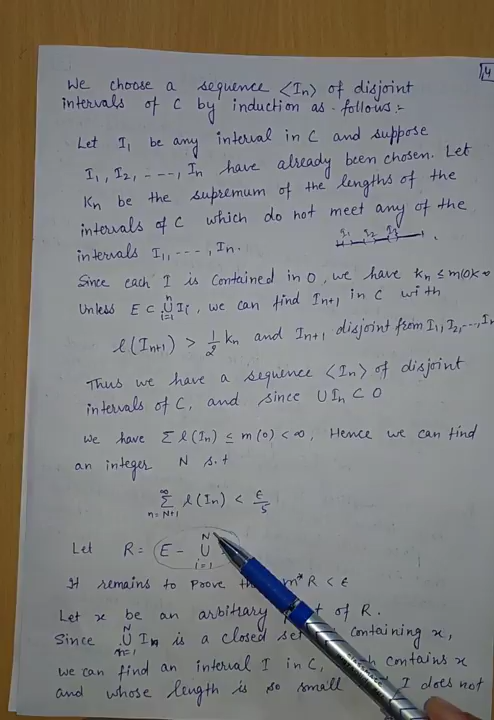 4
We choose a sequence <In> of disjoint
intervals of C by induction as follows:-
Let I1 be any interval in C and suppose
I1, I2, ----, In have already been chosen. Let
Kn be the supremum of the lengths of the
intervals of C which do not meet any of the
intervals I1, ----, In.
Since each I is contained in O, we have kn ≤ m(O)<∞
Unless E ⊂ ∪ⁿᵢ₌₁ Ii, we can find In+1 in C with
l(In+1) > 1/2 kn and In+1 disjoint from I1, I2, ---, In
Thus we have a sequence <In> of disjoint
intervals of C, and since ∪In ⊂ O
we have Σ l(In) ≤ m(O) < ∞, Hence we can find
an integer N s.t
∞ Σ n=N+1 l(In) < ε/5
Let R = E - N ∪ i=1
It remains to prove m* R < ε
Let x be an arbitrary of R.
Since N ∪ n=1 In is a closed set containing x,
we can find an interval I in C, contains x
and whose length is so small I does not